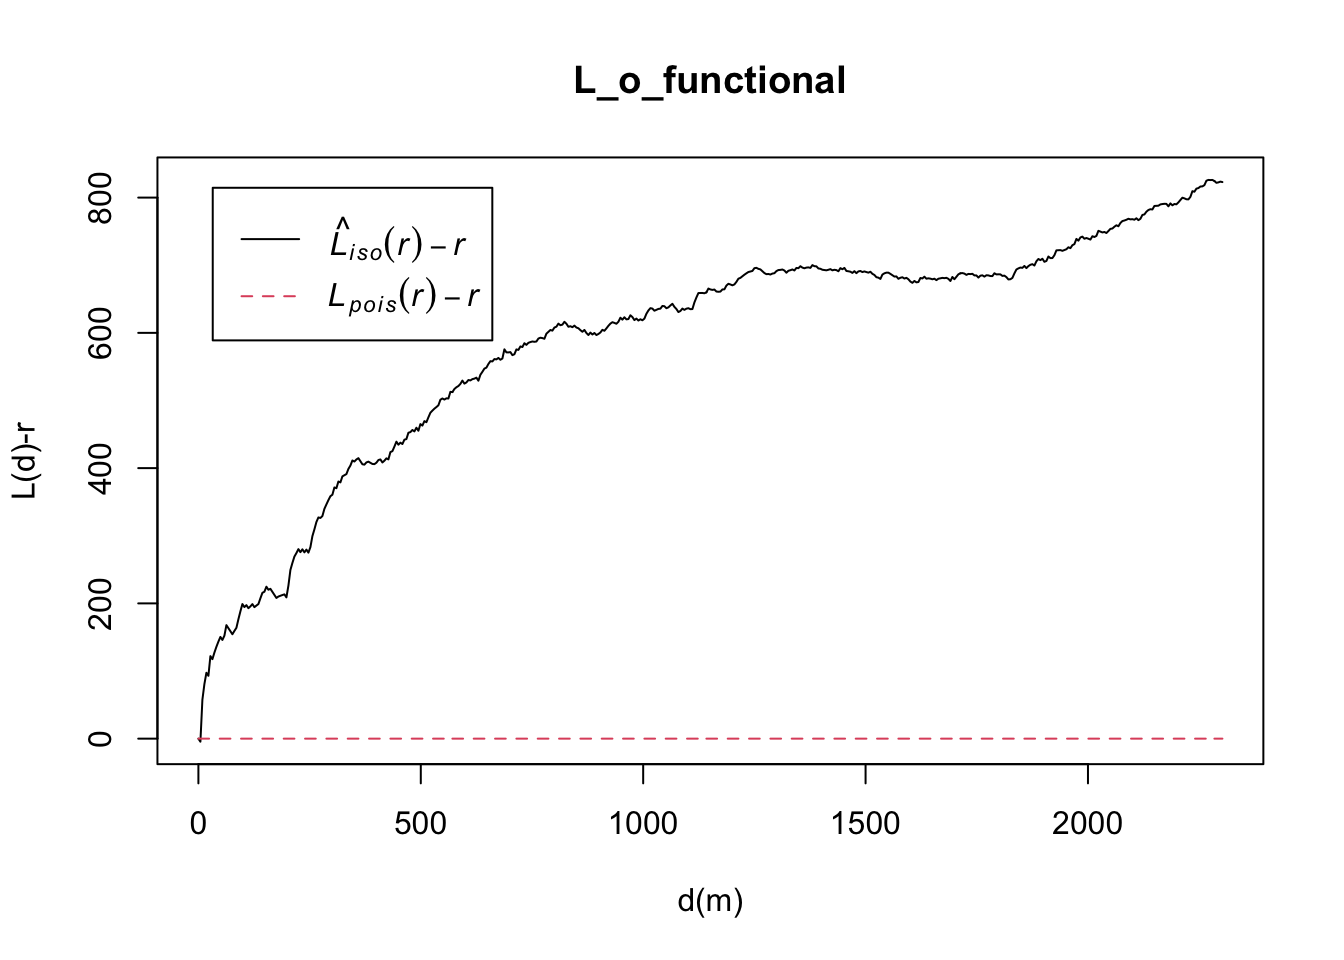 L_o_functional
L̂iso(r) − r
Lpois(r) − r
L(d)-r
800
600
400
200
0
0 500 1000 1500 2000
d(m)